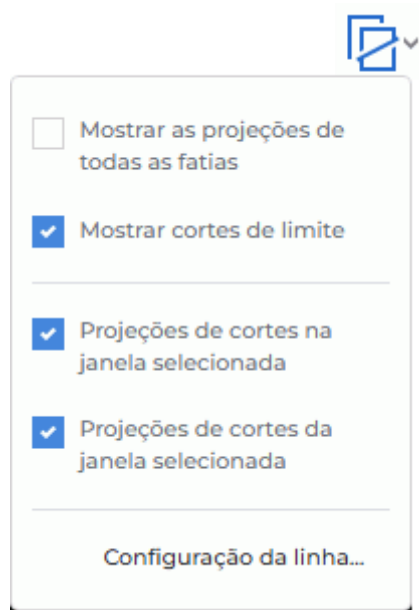 Mostrar as projeções de
todas as fatias
Mostrar cortes de limite
Projeções de cortes na
janela selecionada
Projeções de cortes da
janela selecionada
Configuração da linha...